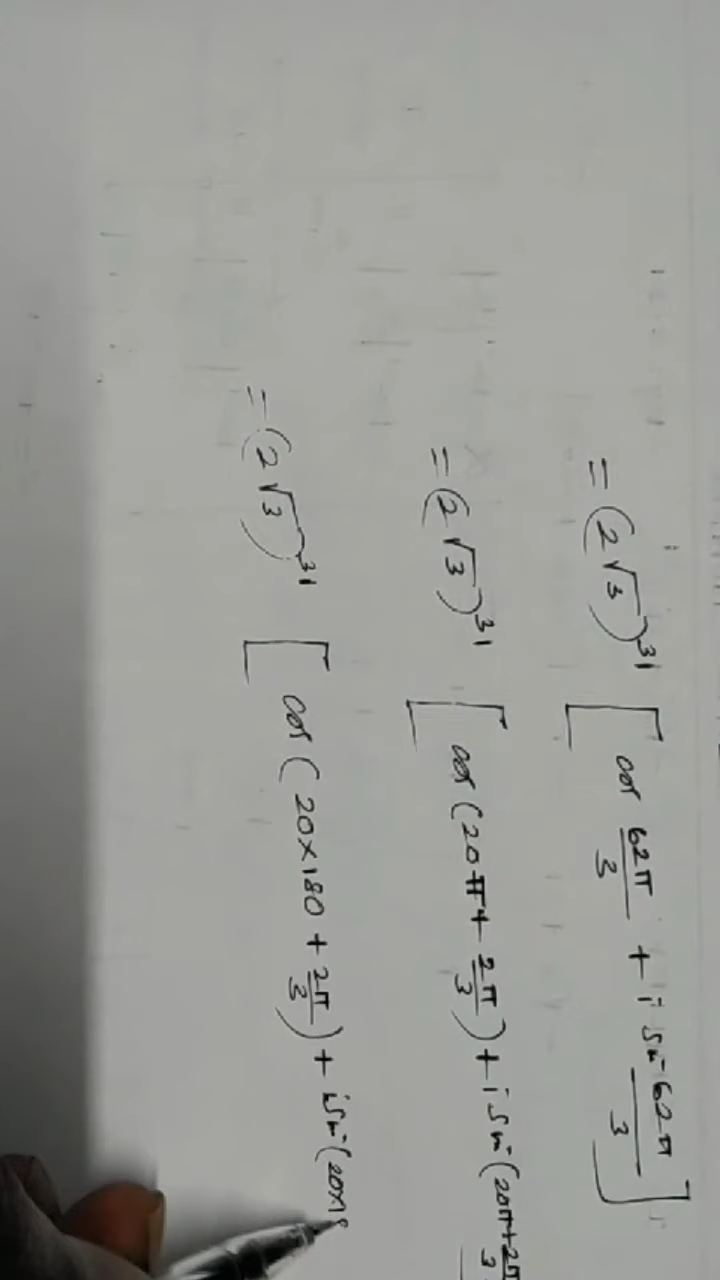 = (2√3)³¹ [cos 62π/3 + i sin 62π/3]
= (2√3)³¹ [cos (20π + 2π/3) + i sin (20π + 2π/3
= (2√3)³¹ [cos (20×180 + 2π/3) + i sin (20×18